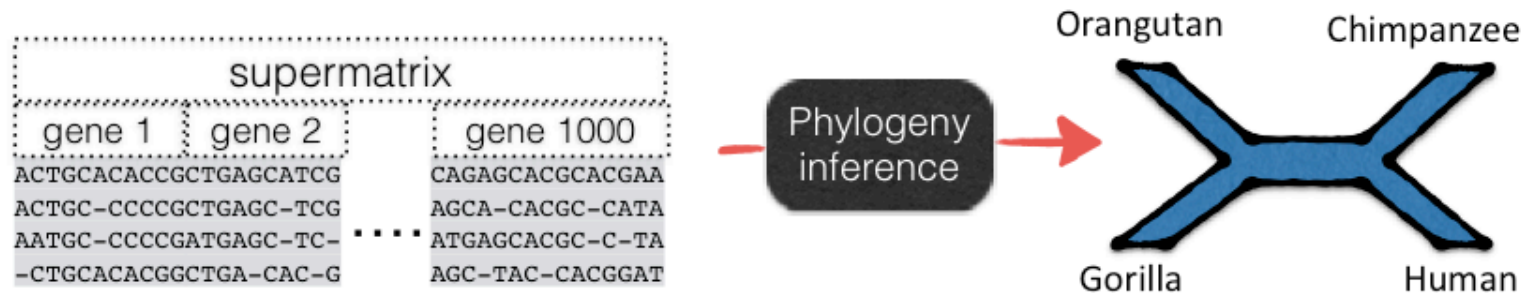 supermatrix
gene 1 gene 2 gene 1000
ACTGCACACCGCTGAGCATCG CAGAGCACGCACGAA
ACTGC-CCCCGCTGAGC-TCG AGCA-CACGC-CATA
AATGC-CCCCGATGAGC-TC- .... ATGAGCACGC-C-TA
-CTGCACACGGCTGA-CAC-G AGC-TAC-CACGGAT
Phylogeny
inference
Orangutan Chimpanzee
Gorilla Human